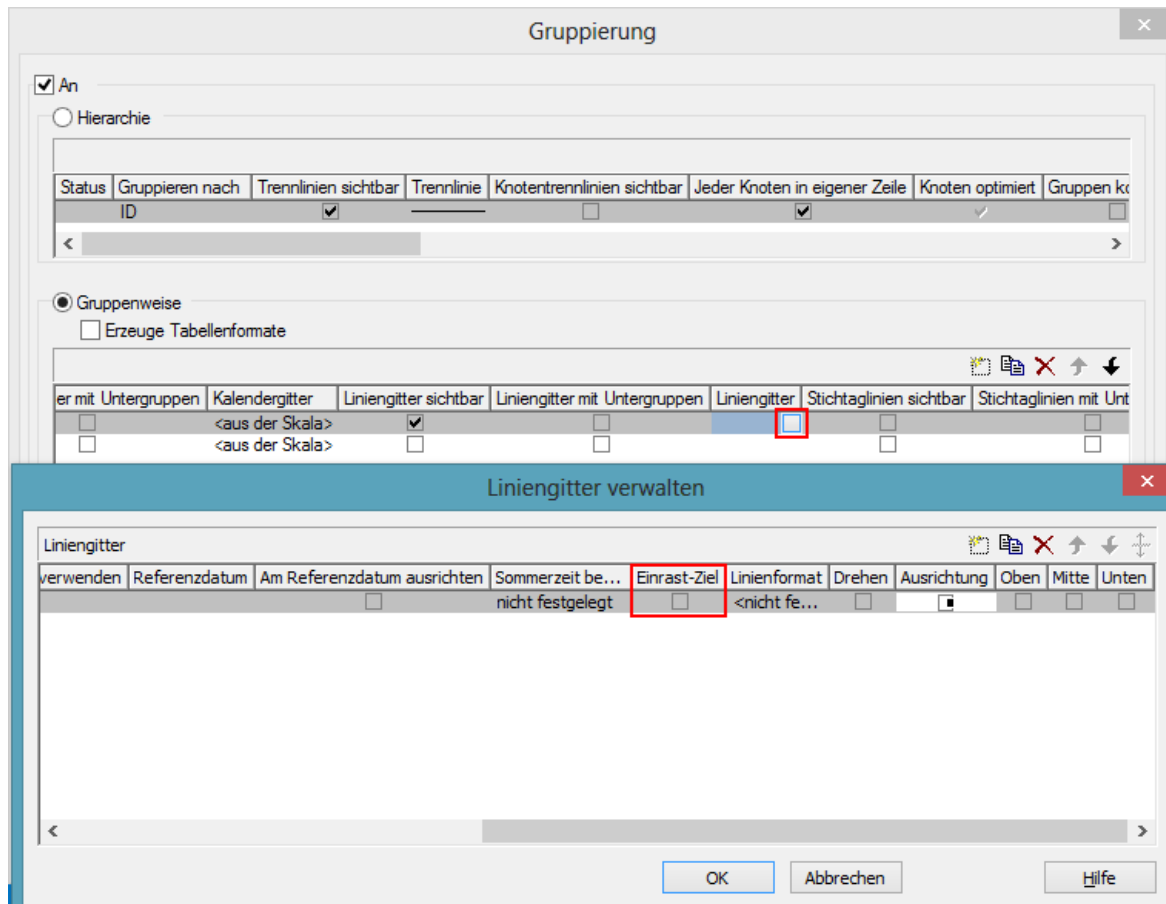 Gruppierung
An
Hierarchie
Status Gruppieren nach Trennlinien sichtbar Trennlinie Knotentrennlinien sichtbar Jeder Knoten in eigener Zeile Knoten optimiert Gruppen ko
ID
Gruppenweise
Erzeuge Tabellenformate
er mit Untergruppen Kalendergitter Liniengitter sichtbar Liniengitter mit Untergruppen Liniengitter Stichtaglinien sichtbar Stichtaglinien mit Unt
<aus der Skala>
<aus der Skala>
Liniengitter verwalten
Liniengitter
verwenden Referenzdatum Am Referenzdatum ausrichten Sommerzeit be... Einrast-Ziel Linienformat Drehen Ausrichtung Oben Mitte Unten
nicht festgelegt <nicht fe...
OK Abbrechen Hilfe